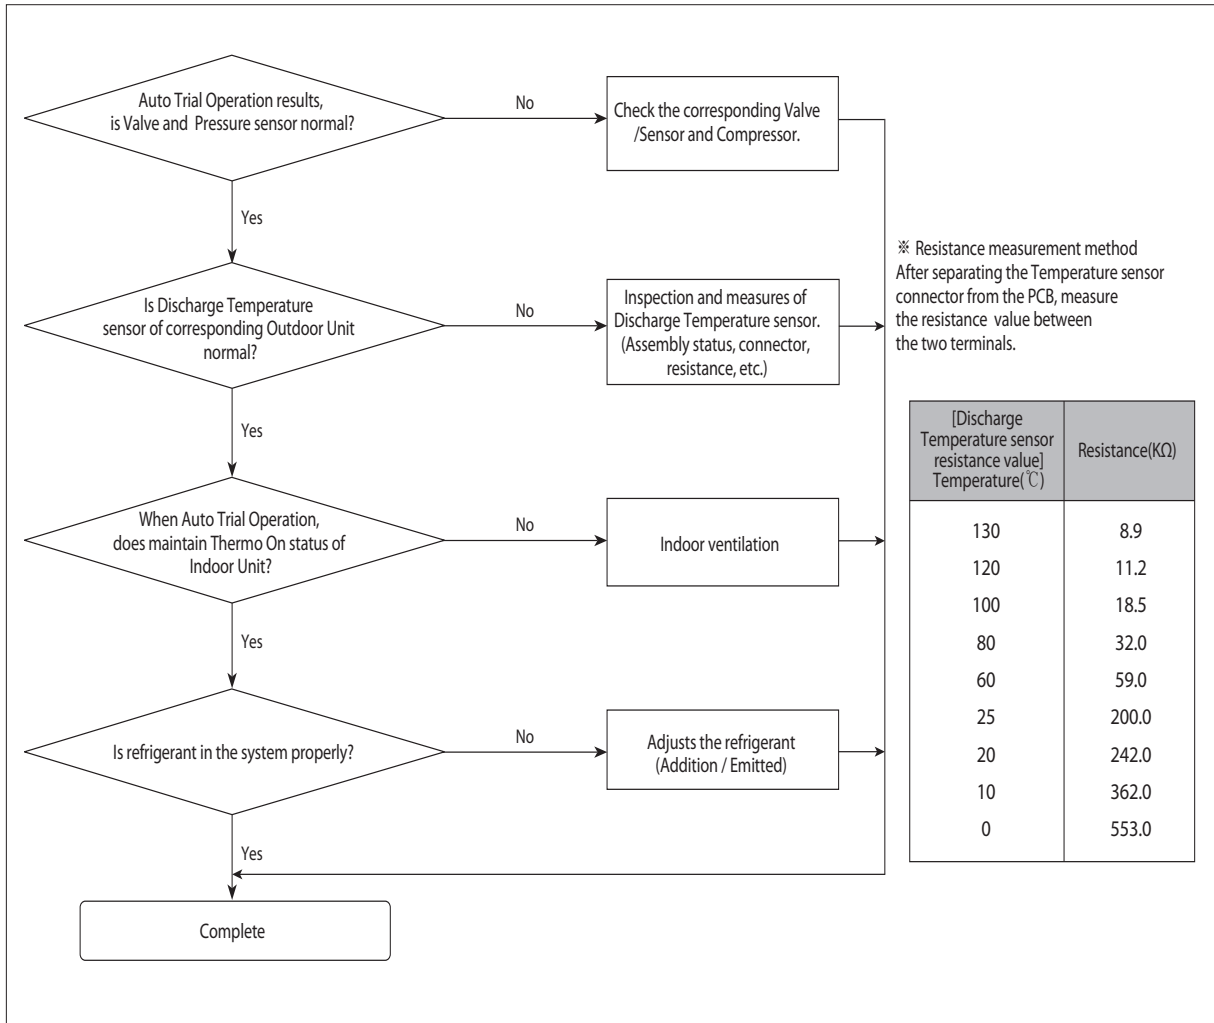 Auto Trial Operation results,
is Valve and Pressure sensor normal?
No
Check the corresponding Valve
/Sensor and Compressor.
Yes
Is Discharge Temperature
sensor of corresponding Outdoor Unit
normal?
No
Inspection and measures of
Discharge Temperature sensor.
(Assembly status, connector,
resistance, etc.)
Yes
When Auto Trial Operation,
does maintain Thermo On status of
Indoor Unit?
No
Indoor ventilation
Yes
Is refrigerant in the system properly?
No
Adjusts the refrigerant
(Addition / Emitted)
Yes
Complete
※ Resistance measurement method
After separating the Temperature sensor
connector from the PCB, measure
the resistance value between
the two terminals.
[Discharge
Temperature sensor
resistance value]
Temperature(℃)
Resistance(KΩ)
130 8.9
120 11.2
100 18.5
80 32.0
60 59.0
25 200.0
20 242.0
10 362.0
0 553.0